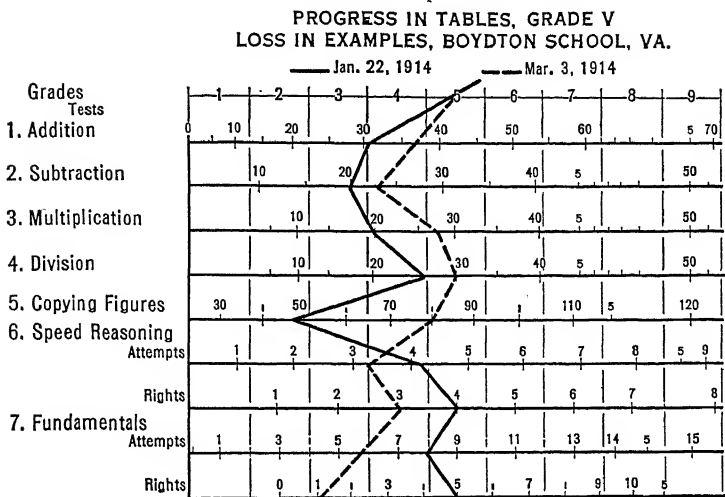 PROGRESS IN TABLES, GRADE V
LOSS IN EXAMPLES, BOYDTON SCHOOL, VA.
Jan. 22, 1914 Mar. 3, 1914
Grades 1 2 3 4 5 6 7 8 9
Tests
1. Addition 0 10 20 30 40 50 60 5 70
2. Subtraction 10 20 30 40 5 50
3. Multiplication 10 20 30 40 5 50
4. Division 10 20 30 40 5 50
5. Copying Figures 30 50 70 90 110 5 120
6. Speed Reasoning
Attempts 1 2 3 4 5 6 7 8 5 9
Rights 1 2 3 4 5 6 7 8
7. Fundamentals
Attempts 1 3 5 7 9 11 13 14 5 15
Rights 0 1 3 5 7 9 10 5